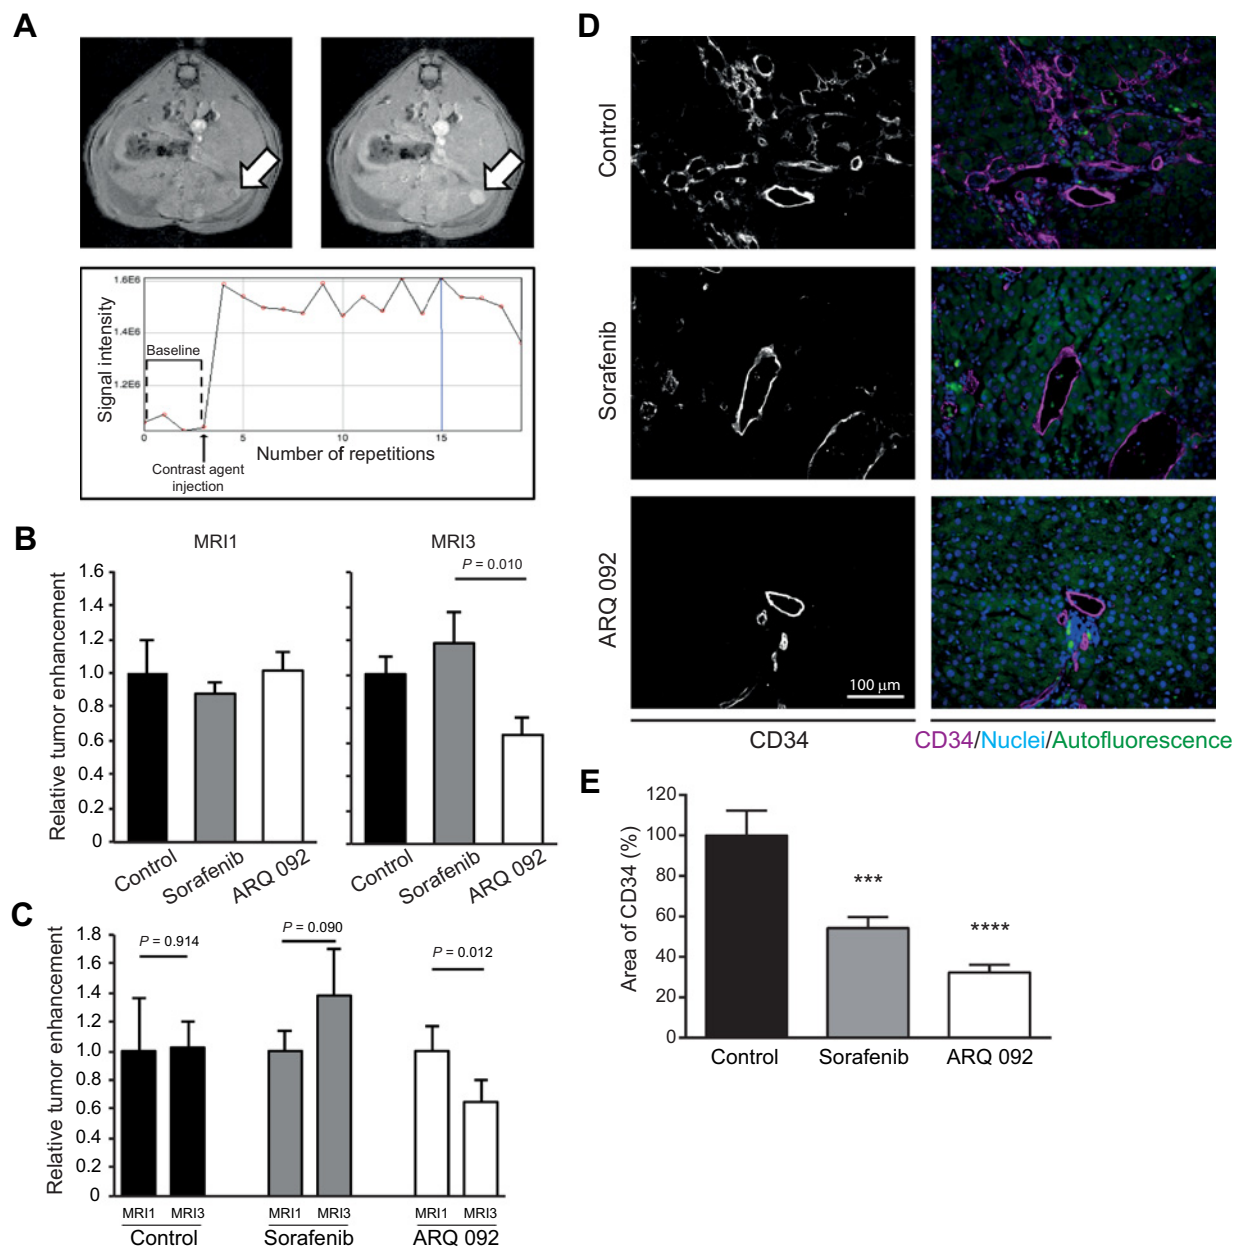 A
Signal intensity
1.6E6
1.4E6
1.2E6
Baseline
0
5
10
15
Number of repetitions
Contrast agent
injection
B
MRI1
MRI3
Relative tumor enhancement
1.6
1.4
1.2
1.0
0.8
0.6
0.4
0.2
0
P = 0.010
Control
Sorafenib
ARQ 092
Control
Sorafenib
ARQ 092
C
Relative tumor enhancement
1.8
1.6
1.4
1.2
1.0
0.8
0.6
0.4
0.2
0
P = 0.914
P = 0.090
P = 0.012
MRI1 MRI3
MRI1 MRI3
MRI1 MRI3
Control
Sorafenib
ARQ 092
D
Control
Sorafenib
ARQ 092
100 μm
CD34
CD34/Nuclei/Autofluorescence
E
Area of CD34 (%)
120
100
80
60
40
20
0
***
****
Control
Sorafenib
ARQ 092